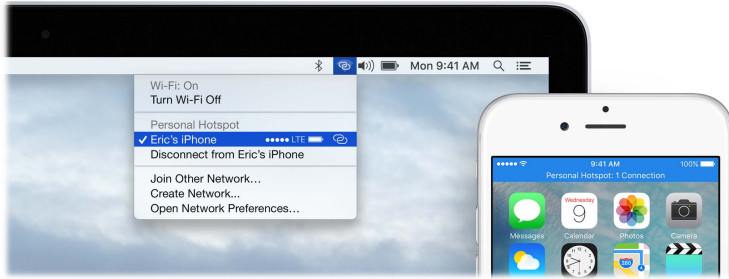 Mon 9:41 AM
Wi-Fi: On
Turn Wi-Fi Off
Personal Hotspot
✓ Eric's iPhone LTE
Disconnect from Eric's iPhone
Join Other Network...
Create Network...
Open Network Preferences...
9:41 AM 100%
Personal Hotspot: 1 Connection
Wednesday
9
Messages Calendar Photos Camera
280